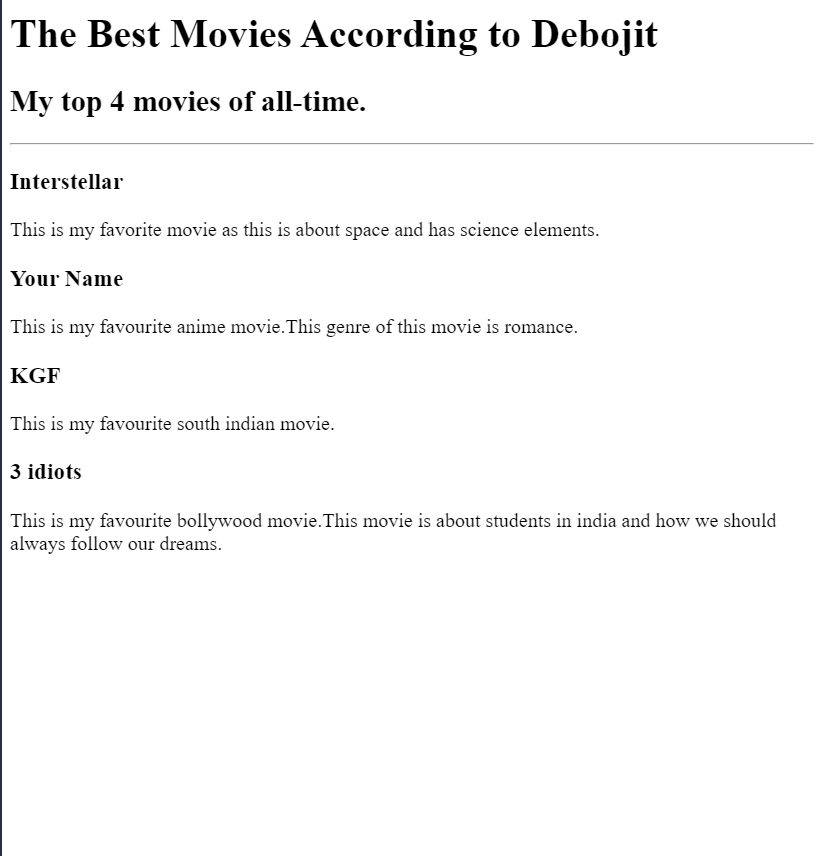 The Best Movies According to Debojit
My top 4 movies of all-time.
Interstellar
This is my favorite movie as this is about space and has science elements.
Your Name
This is my favourite anime movie.This genre of this movie is romance.
KGF
This is my favourite south indian movie.
3 idiots
This is my favourite bollywood movie.This movie is about students in india and how we should
always follow our dreams.